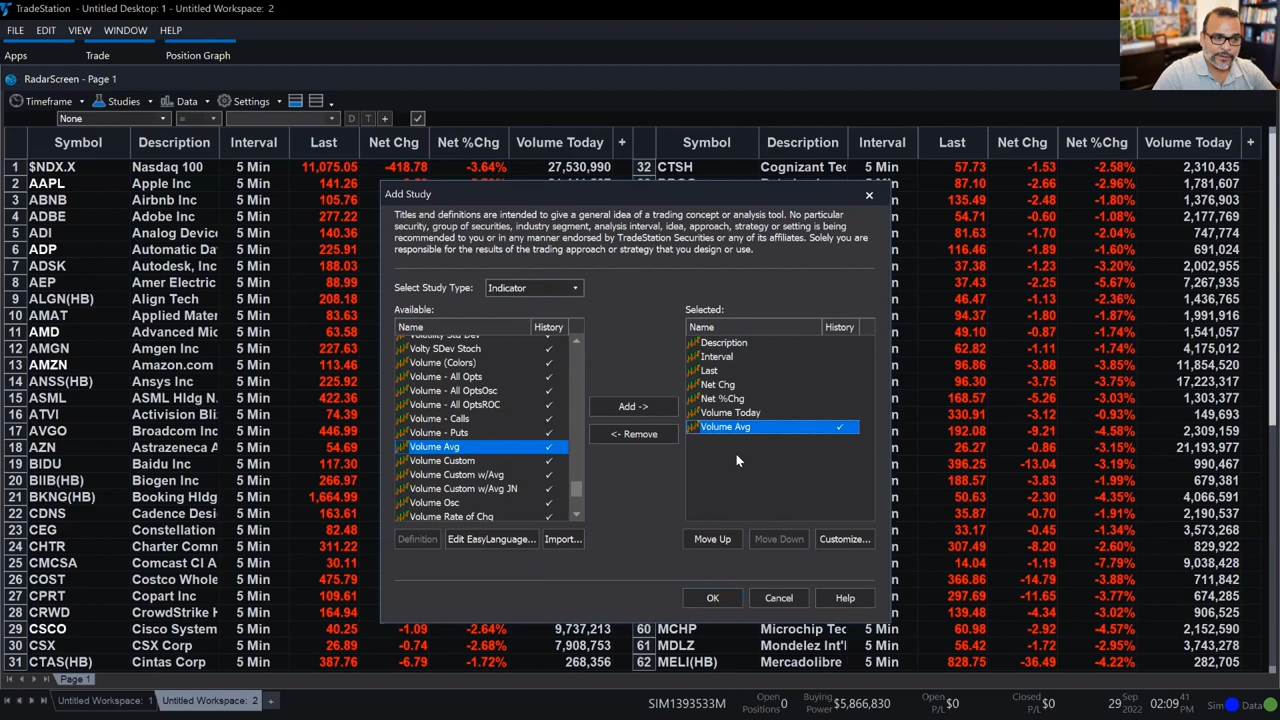 TradeStation - Untitled Desktop: 1 - Untitled Workspace: 2
FILE EDIT VIEW WINDOW HELP
Apps Trade Position Graph
RadarScreen - Page 1
Timeframe Studies Data Settings
None = D T +
Symbol Description Interval Last Net Chg Net %Chg Volume Today + Symbol Description Interval Last Net Chg Net %Chg Volume Today +
1 $NDX.X Nasdaq 100 5 Min 11,075.05 -418.78 -3.64% 27,530,990 32 CTSH Cognizant Tec 5 Min 57.73 -1.53 -2.58% 2,310,435
2 AAPL Apple Inc 5 Min 141.26 87.10 -2.66 -2.96% 1,781,607
3 ABNB Airbnb Inc 5 Min 105.76 96.88 -1.90 -1.92% 1,376,903
4 ADBE Adobe Inc 5 Min 277.22 54.71 -0.60 -1.08% 2,177,769
5 ADI Analog Device 5 Min 140.36 81.63 -1.70 -2.04% 747,774
6 ADP Automatic Da 5 Min 225.91 116.46 -1.89 -1.60% 691,024
7 ADSK Autodesk, Inc 5 Min 188.03 37.38 -1.23 -3.20% 2,002,955
8 AEP Amer Electric 5 Min 88.99 37.43 -2.25 -5.67%
9 ALGN(HB) Align Tech 5 Min 208.18 46.47 -1.13 -2.36% 1,436,765
10 AMAT Applied Mater 5 Min 83.63 94.37 -1.80 -1.87% 1,991,916
11 AMD Advanced Mic 5 Min 63.58 49.10 -0.87 -1.74% 1,541,057
12 AMGN Amgen Inc 5 Min 227.63 62.82 -1.11 -1.74%
13 AMZN Amazon.com 5 Min 96.86 -3.88 -3.85% 11,854,520
14 ANSS(HB) Ansys Inc 5 Min 225.92 96.30 -3.75 -3.75% 17,223,317
15 ASML ASML HOLDING 5 Min 422.36 330.91 -3.12 -0.93% 149,693
16 ATVI Activision Bli 5 Min 74.39
17 AVGO Broadcom Inc 5 Min 446.99 192.08 -9.21 -4.58% 2,309,159
18 AZN Astrazeneca A 5 Min 54.69 26.27 -0.86 -3.15% 21,193,977
19 BIDU Baidu Inc 5 Min 117.30 396.25 -13.04 -3.19% 990,467
20 BIIB(HB) Biogen Inc 5 Min 266.97 188.57 -3.83 -1.99%
21 BKNG(HB) Booking Hldg 5 Min 1,664.99 50.63 -2.30 -4.35% 4,066,591
22 CDNS Cadence Design 5 Min 163.61 35.87 -0.70 -1.91% 2,190,537
23 CEG Constellation 5 Min 82.48 33.17 -0.45 -1.34% 3,573,268
24 CHTR Charter Comm 5 Min 311.22 307.49 -8.20 -2.60% 829,922
25 CMCSA Comcast Cl A 5 Min 30.11 14.04 -1.19 -7.79% 9,038,428
26 COST Costco Whole 5 Min 475.79 366.86 -14.79 -3.88% 711,842
27 CPRT Copart Inc 5 Min 109.61 297.69 -11.65 -3.77% 674,285
28 CRWD CrowdStrike H 5 Min 164.94 139.48 -4.34 -3.02% 906,525
29 CSCO Cisco System 5 Min 40.25 -1.09 -2.64% 9,737,213 60 MCHP Microchip Tec 5 Min 60.98 -2.92 -4.57% 2,152,590
30 CSX CSX Corp 5 Min 26.89 -0.74 -2.68% 7,908,753 61 MDLZ Mondelez Int'l 5 Min 56.42 -1.72 -2.95% 3,743,278
31 CTAS(HB) Cintas Corp 5 Min 387.76 -6.79 -1.72% 268,356 62 MELI(HB) Mercadolibre 5 Min 828.75 -36.49 -4.22% 282,705
Add Study
Titles and definitions are intended to give a general idea of a trading concept or analysis tool. No particular
security, group of securities, industry segment, analysis interval, idea, approach, strategy or setting is being
recommended to you or in any manner endorsed by TradeStation Securities or any of its affiliates. Solely you are
responsible for the results of the trading approach or strategy that you design or use.
Select Study Type: Indicator
Available:
Name History
Volatility Std Dev
Volty SDev Stoch
Volume (Colors)
Volume - All Opts
Volume - All OptsOsc
Volume - All OptsROC
Volume - Calls
Volume - Puts
Volume Avg
Volume Custom
Volume Custom w/Avg
Volume Custom w/Avg JN
Volume Osc
Volume Rate of Chg
Add ->
<- Remove
Selected:
Name History
Description
Interval
Last
Net Chg
Net %Chg
Volume Today
Volume Avg
Definition Edit EasyLanguage... Import... Move Up Move Down Customize...
OK Cancel Help
Page 1
Untitled Workspace: 1 Untitled Workspace: 2 +
SIM1393533M Open Positions 0 Buying Power $5,866,830 Open P/L $0 Closed P/L $0 29 Sep 2022 02:09 41 PM Sim Data